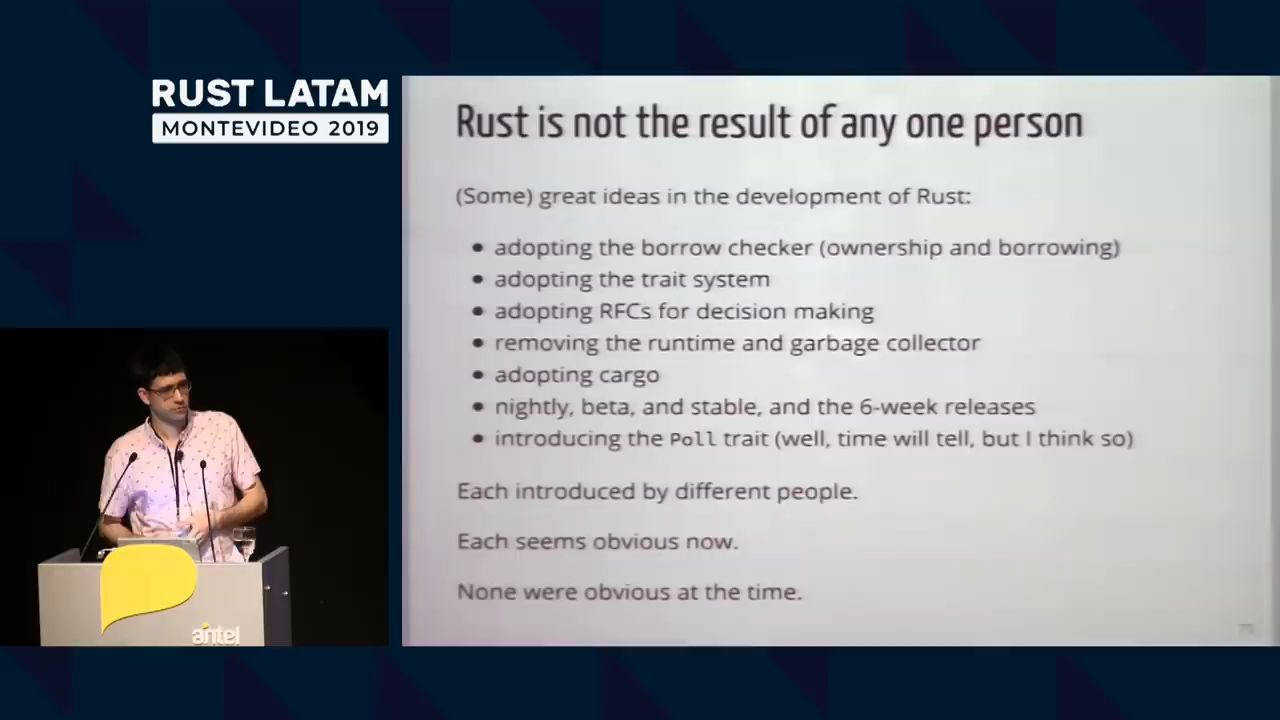 RUST LATAM
MONTEVIDEO 2019
Rust is not the result of any one person
(Some) great ideas in the development of Rust:
• adopting the borrow checker (ownership and borrowing)
• adopting the trait system
• adopting RFCs for decision making
• removing the runtime and garbage collector
• adopting cargo
• nightly, beta, and stable, and the 6-week releases
• introducing the Poll trait (well, time will tell, but I think so)
Each introduced by different people.
Each seems obvious now.
None were obvious at the time.
antel